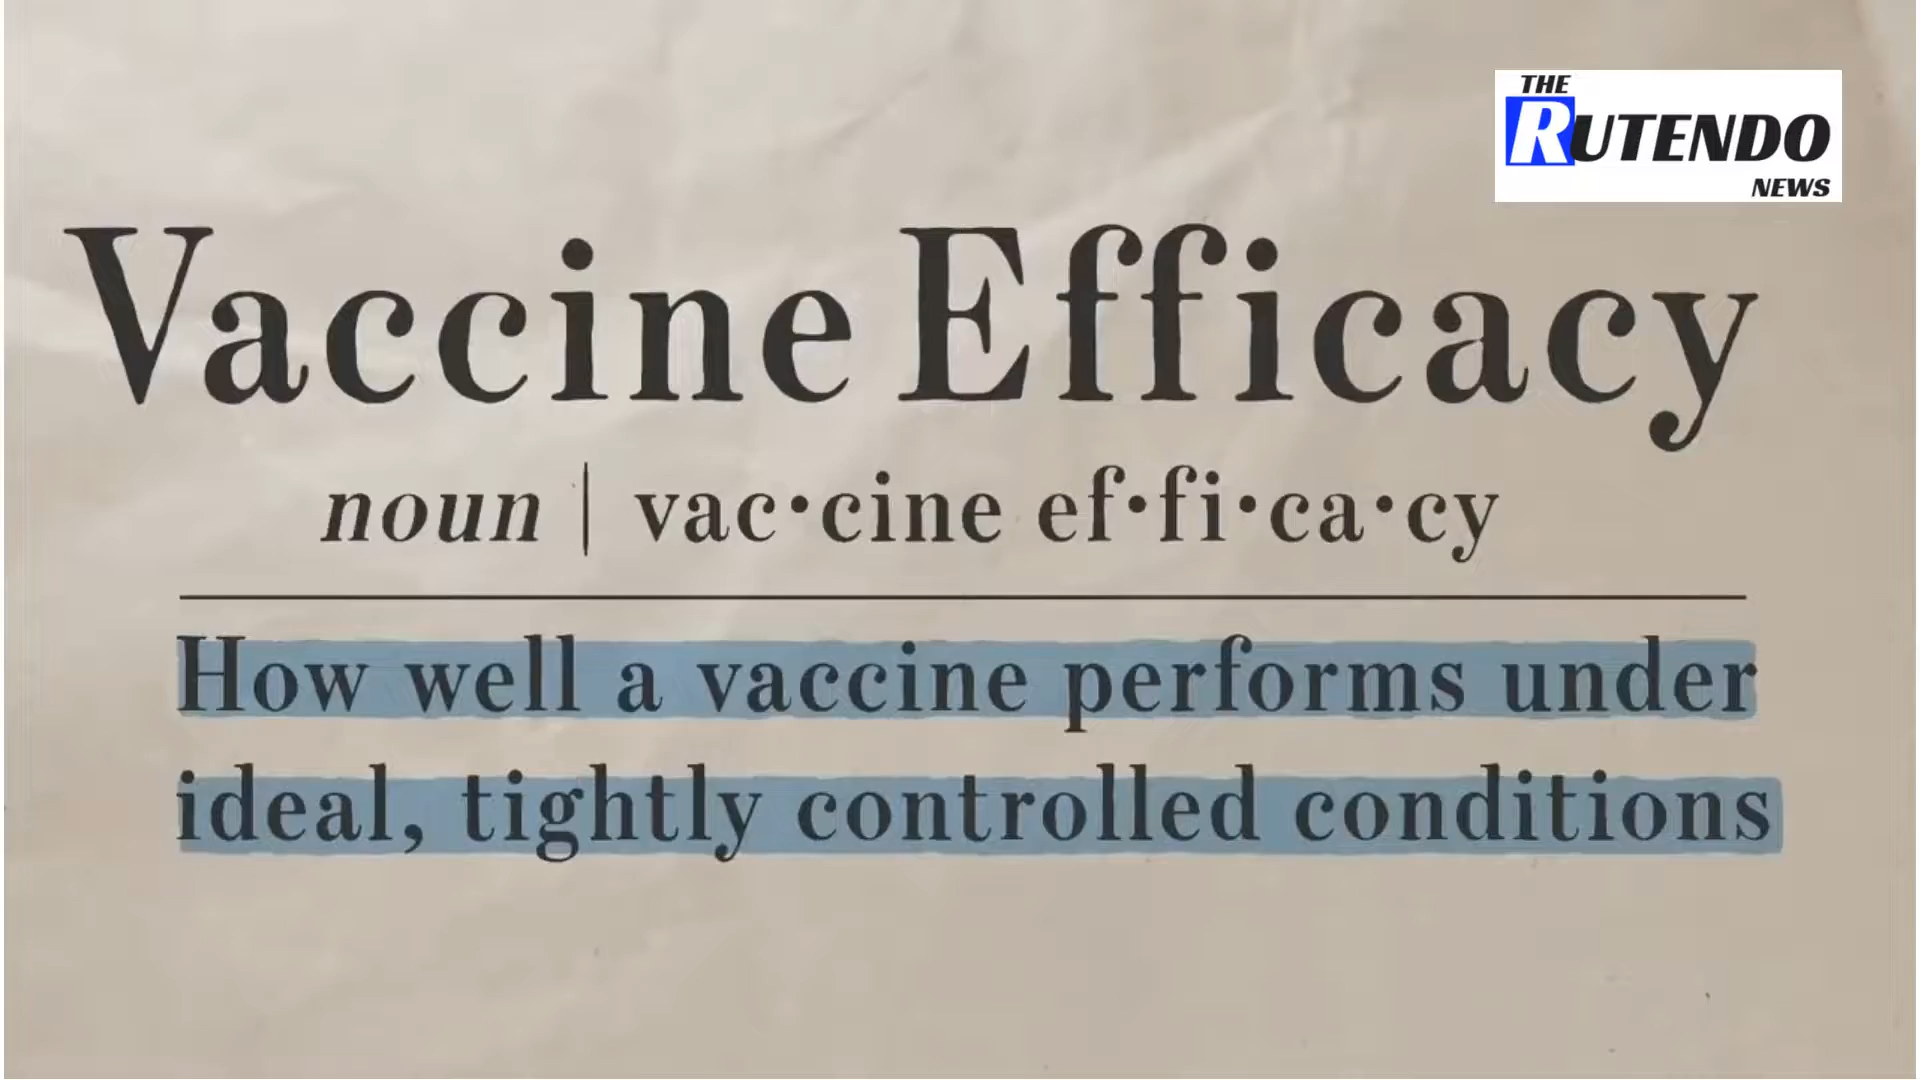 THE
RUTENDO
NEWS
Vaccine Efficacy
noun | vac·cine ef·fi·ca·cy
How well a vaccine performs under
ideal, tightly controlled conditions